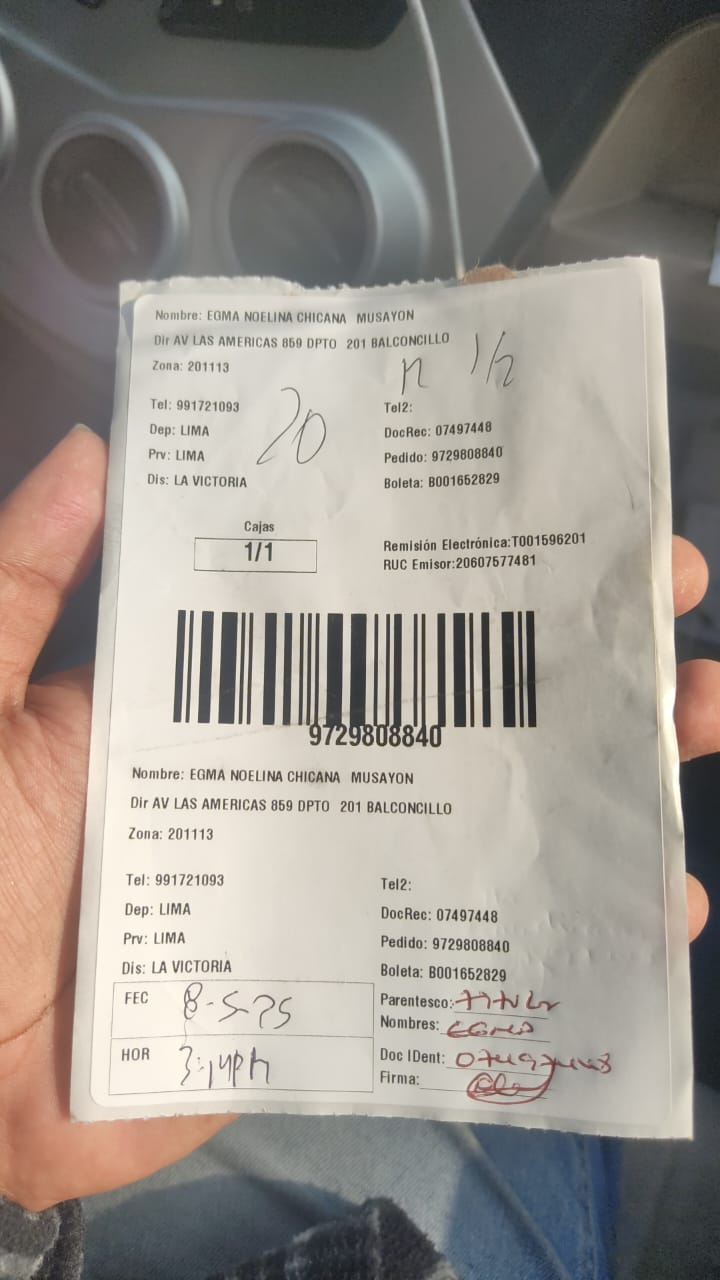 Nombre: EGMA NOELINA CHICANA MUSAYON
Dir AV LAS AMERICAS 859 DPTO 201 BALCONCILLO
Zona: 201113
1/2
Tel: 991721093
Tel2:
20
Dep: LIMA
DocRec: 07497448
Prv: LIMA
Pedido: 9729808840
Dis: LA VICTORIA
Boleta: B001652829
Cajas
1/1
Remisión Electrónica:T001596201
RUC Emisor:20607577481
9729808840
Nombre: EGMA NOELINA CHICANA MUSAYON
Dir AV LAS AMERICAS 859 DPTO 201 BALCONCILLO
Zona: 201113
Tel: 991721093
Tel2:
Dep: LIMA
DocRec: 07497448
Prv: LIMA
Pedido: 9729808840
Dis: LA VICTORIA
Boleta: B001652829
FEC 8-5-25
Parentesco: TITULAR
Nombres: EGMA
HOR
Doc IDent: 07497448
Firma: